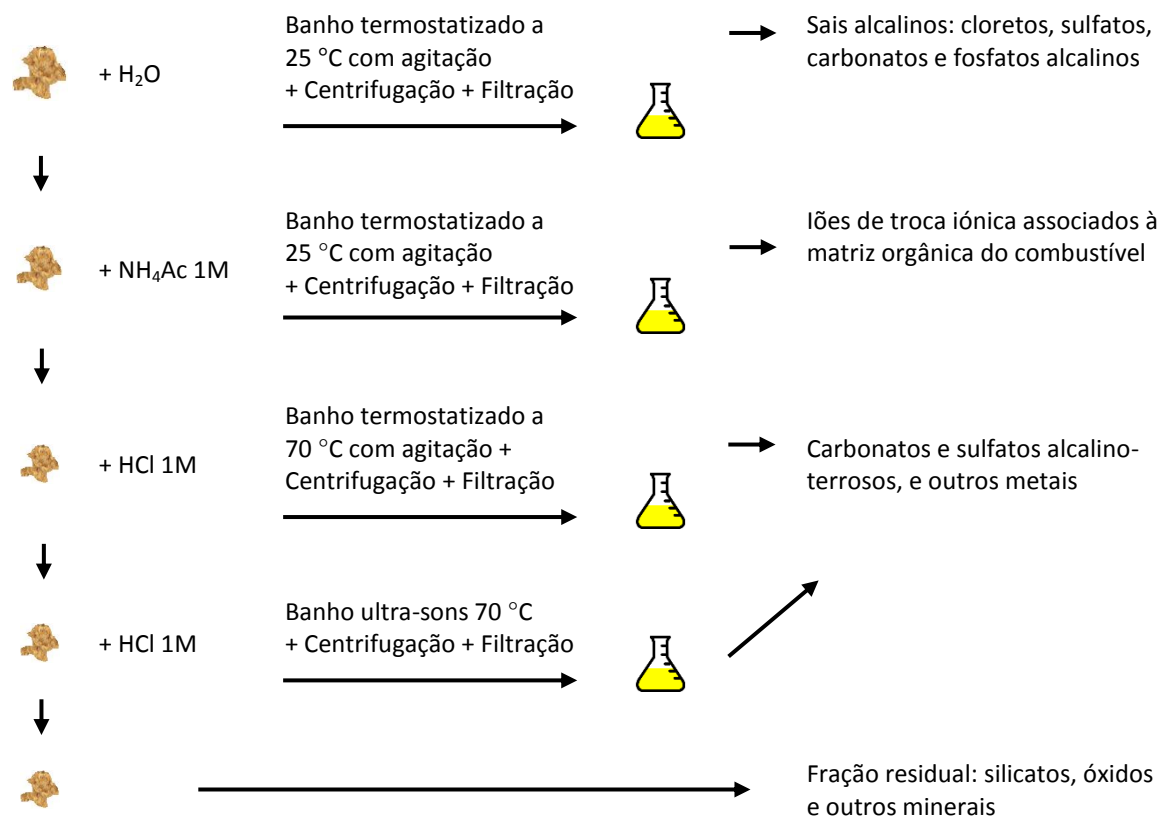 + H₂O
Banho termostatizado a
25 °C com agitação
+ Centrifugação + Filtração
Sais alcalinos: cloretos, sulfatos,
carbonatos e fosfatos alcalinos
+ NH₄Ac 1M
Banho termostatizado a
25 °C com agitação
+ Centrifugação + Filtração
Iões de troca iónica associados à
matriz orgânica do combustível
+ HCl 1M
Banho termostatizado a
70 °C com agitação +
Centrifugação + Filtração
Carbonatos e sulfatos alcalino-
terrosos, e outros metais
+ HCl 1M
Banho ultra-sons 70 °C
+ Centrifugação + Filtração
Fração residual: silicatos, óxidos
e outros minerais